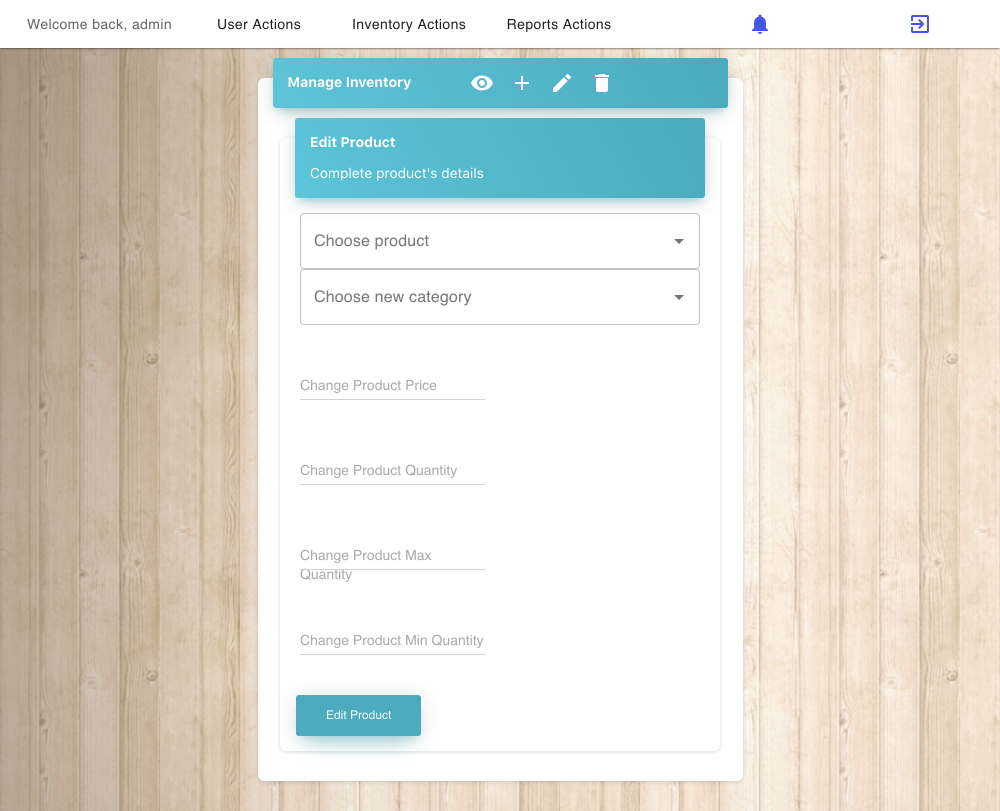 Welcome back, admin User Actions Inventory Actions Reports Actions
Manage Inventory
Edit Product
Complete product's details
Choose product
Choose new category
Change Product Price
Change Product Quantity
Change Product Max
Quantity
Change Product Min Quantity
Edit Product